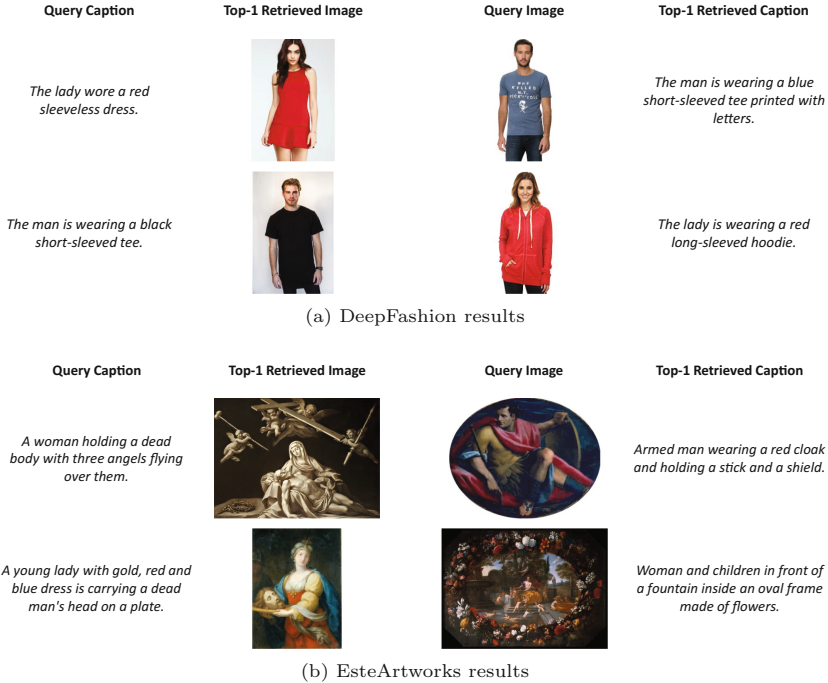 Query Caption Top-1 Retrieved Image Query Image Top-1 Retrieved Caption
The lady wore a red
sleeveless dress.
The man is wearing a blue
short-sleeved tee printed with
letters.
The man is wearing a black
short-sleeved tee.
The lady is wearing a red
long-sleeved hoodie.
(a) DeepFashion results
Query Caption Top-1 Retrieved Image Query Image Top-1 Retrieved Caption
A woman holding a dead
body with three angels flying
over them.
Armed man wearing a red cloak
and holding a stick and a shield.
A young lady with gold, red and
blue dress is carrying a dead
man's head on a plate.
Woman and children in front of
a fountain inside an oval frame
made of flowers.
(b) EsteArtworks results